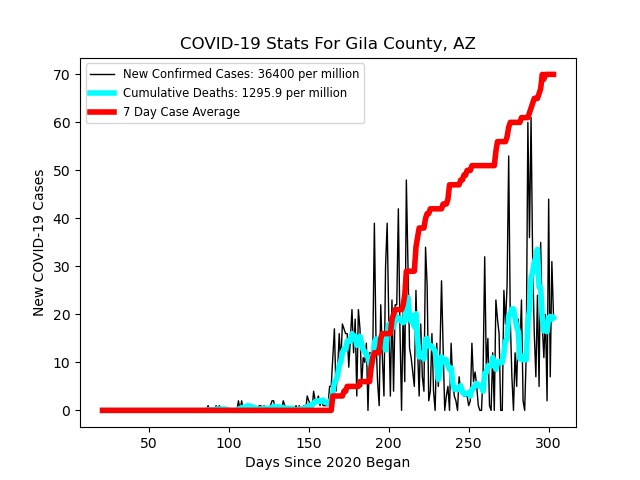 COVID-19 Stats For Gila County, AZ
New Confirmed Cases: 36400 per million
Cumulative Deaths: 1295.9 per million
7 Day Case Average
New COVID-19 Cases
70
60
50
40
30
20
10
0
50 100 150 200 250 300
Days Since 2020 Began